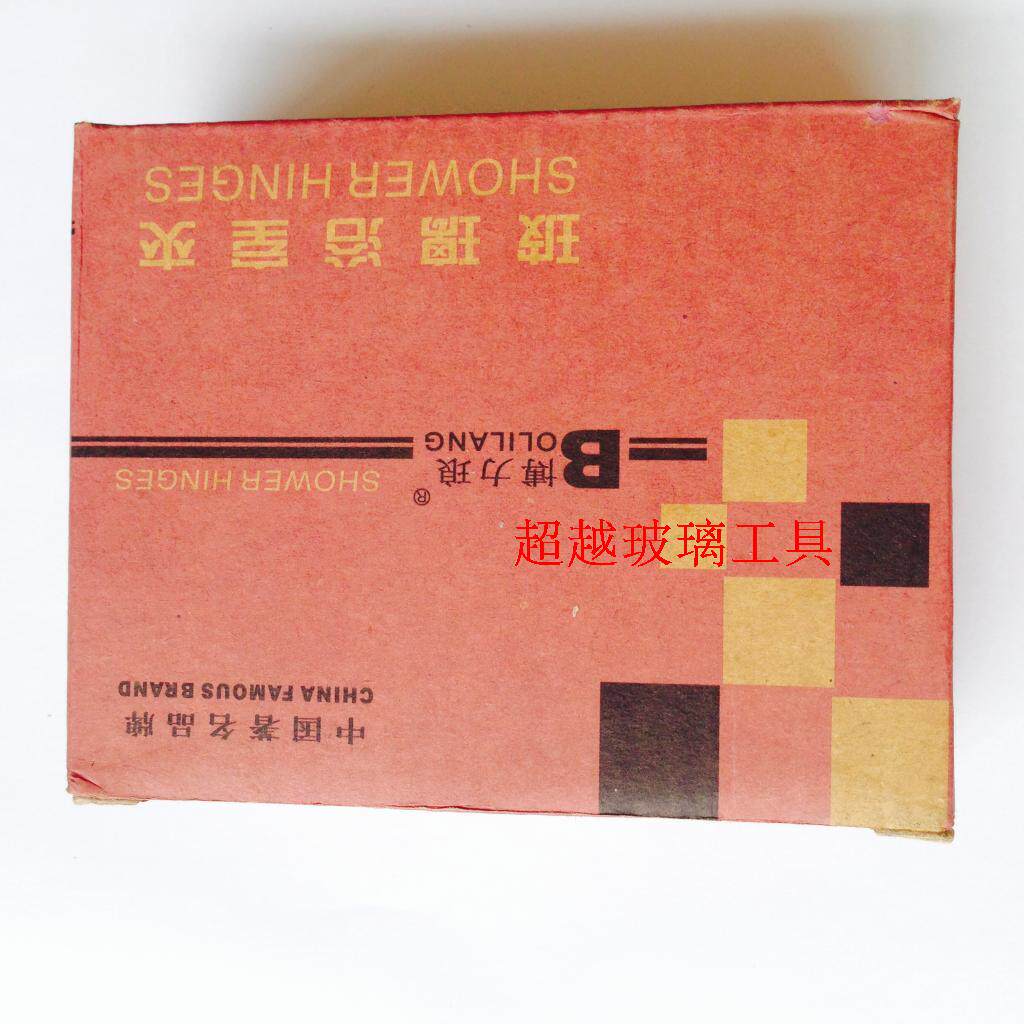 中国著名品牌
CHINA FAMOUS BRAND
SHOWER HINGES
博力琅®
BOLILANG
玻璃浴室夹
SHOWER HINGES
超越玻璃工具